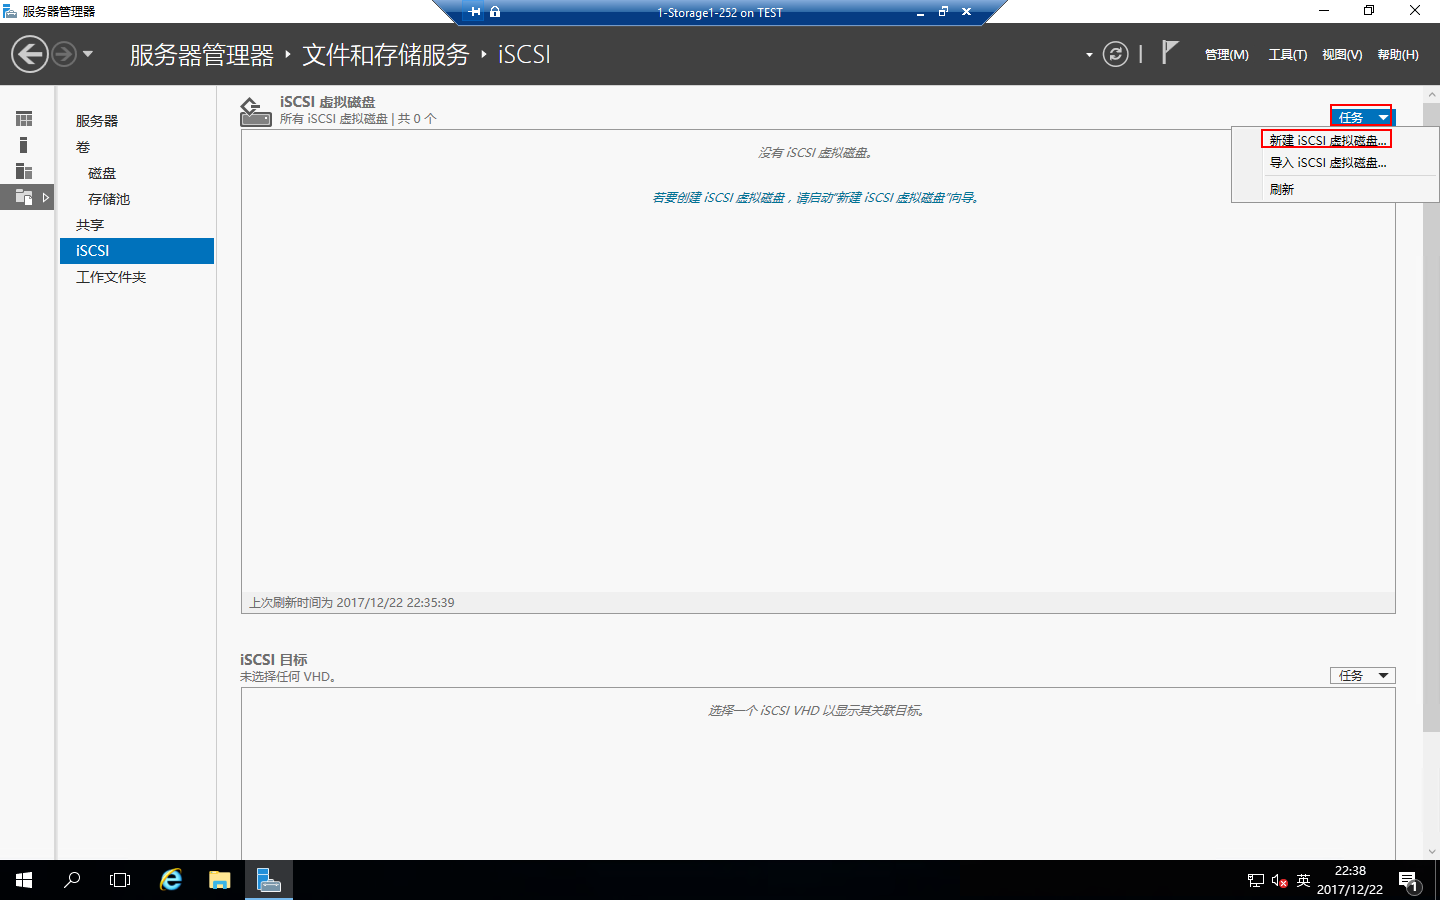 服务器管理器
1-Storage1-252 on TEST
服务器管理器 ‣ 文件和存储服务 ‣ iSCSI
管理(M) 工具(T) 视图(V) 帮助(H)
服务器
卷
磁盘
存储池
共享
iSCSI
工作文件夹
iSCSI 虚拟磁盘
所有 iSCSI 虚拟磁盘 | 共 0 个
任务
新建 iSCSI 虚拟磁盘...
导入 iSCSI 虚拟磁盘...
刷新
没有 iSCSI 虚拟磁盘。
若要创建 iSCSI 虚拟磁盘，请启动"新建 iSCSI 虚拟磁盘"向导。
上次刷新时间为 2017/12/22 22:35:39
iSCSI 目标
未选择任何 VHD。
任务
选择一个 iSCSI VHD 以显示其关联目标。
英
22:38
2017/12/22
1